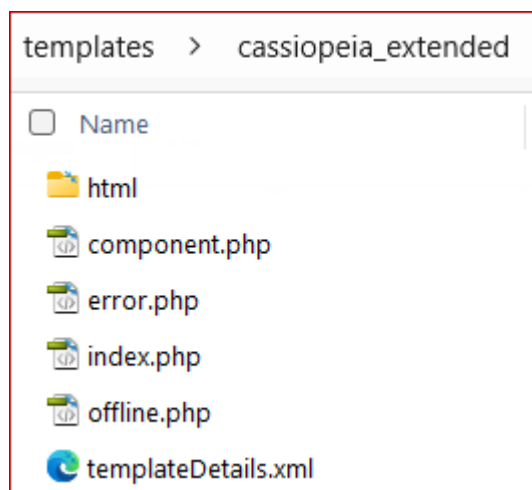 templates > cassiopeia_extended
Name
html
component.php
error.php
index.php
offline.php
templateDetails.xml